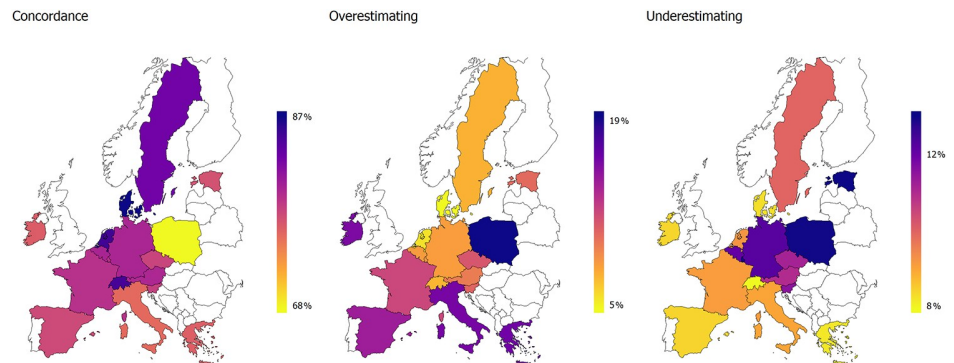 Concordance
Overestimating
Underestimating
87%
68%
19%
5%
12%
8%